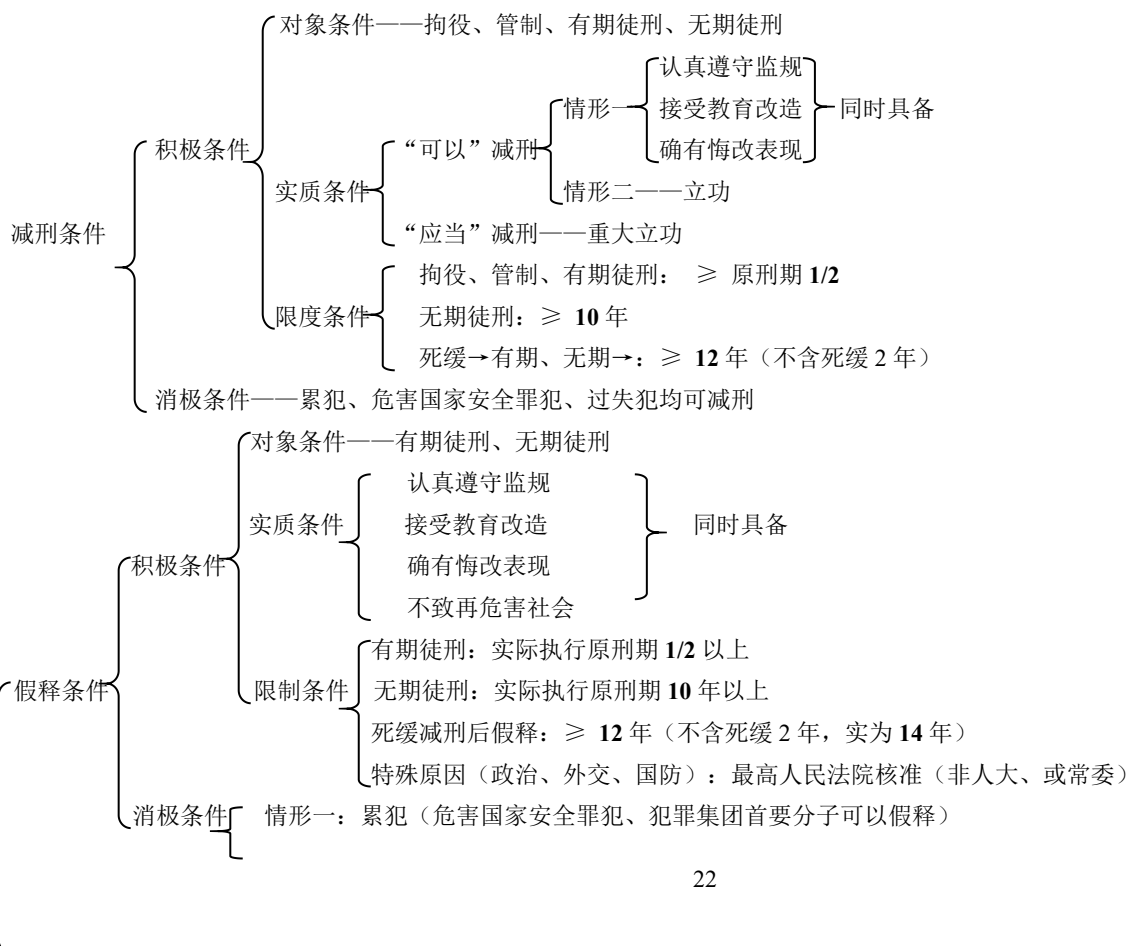 对象条件——拘役、管制、有期徒刑、无期徒刑
认真遵守监规
情形一 接受教育改造 同时具备
积极条件 “可以”减刑 确有悔改表现
实质条件 情形二——立功
减刑条件 “应当”减刑——重大立功
拘役、管制、有期徒刑： ≥ 原刑期 1/2
限度条件 无期徒刑：≥ 10 年
死缓→有期、无期→：≥ 12 年（不含死缓 2 年）
消极条件——累犯、危害国家安全罪犯、过失犯均可减刑
对象条件——有期徒刑、无期徒刑
认真遵守监规
实质条件 接受教育改造 同时具备
积极条件 确有悔改表现
不致再危害社会
有期徒刑：实际执行原刑期 1/2 以上
假释条件 限制条件 无期徒刑：实际执行原刑期 10 年以上
死缓减刑后假释：≥ 12 年（不含死缓 2 年，实为 14 年）
特殊原因（政治、外交、国防）：最高人民法院核准（非人大、或常委）
消极条件 情形一：累犯（危害国家安全罪犯、犯罪集团首要分子可以假释）
22